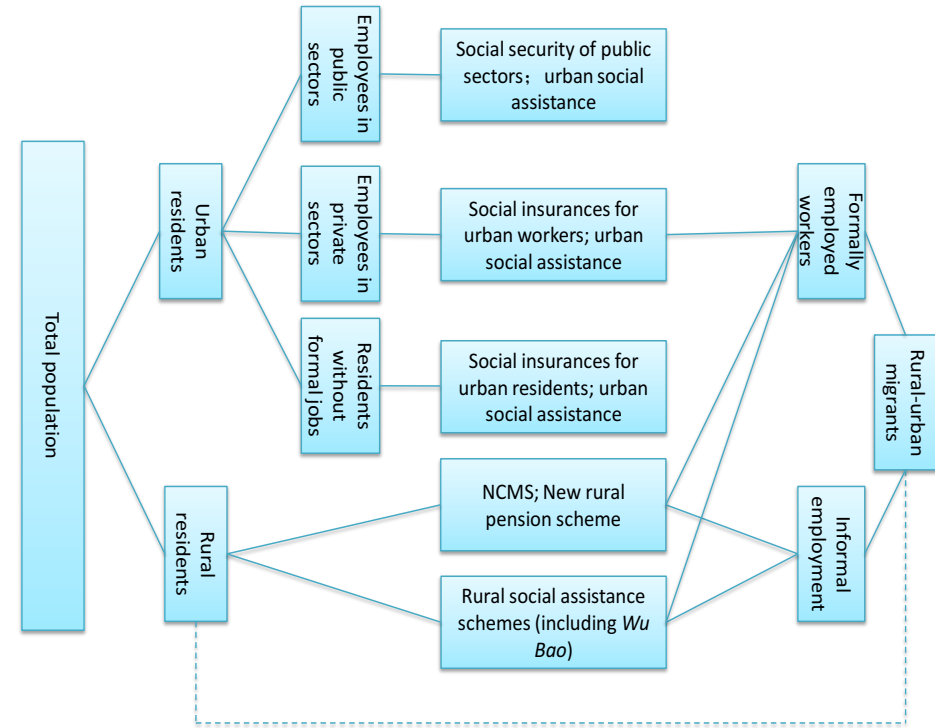 Total population
Urban
residents
Rural
residents
Employees in
public
sectors
Employees in
private
sectors
Residents
without
formal jobs
Social security of public
sectors；urban social
assistance
Social insurances for
urban workers; urban
social assistance
Social insurances for
urban residents; urban
social assistance
NCMS; New rural
pension scheme
Rural social assistance
schemes (including Wu
Bao)
Formally
employed
workers
Informal
employment
Rural-urban
migrants